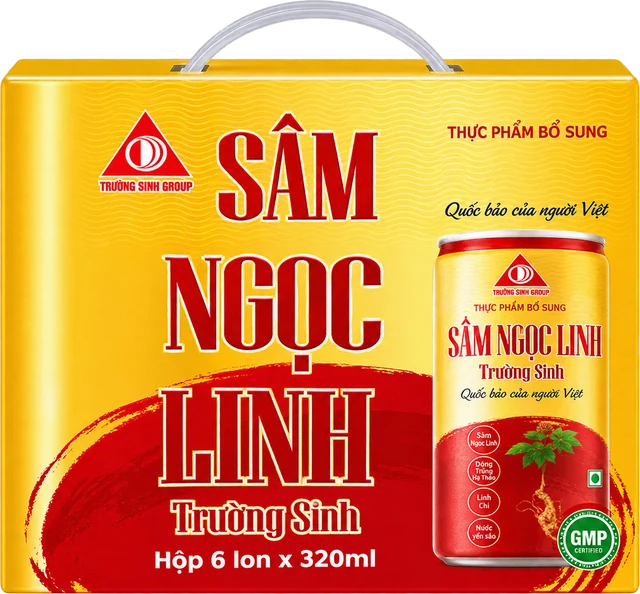 TRƯỜNG SINH GROUP
SÂM
NGỌC
LINH
Trường Sinh
Hộp 6 lon x 320ml
THỰC PHẨM BỔ SUNG
Quốc bảo của người Việt
TRƯỜNG SINH GROUP
THỰC PHẨM BỔ SUNG
SÂM NGỌC LINH
Trường Sinh
Quốc bảo của người Việt
Sâm
Ngọc Linh
Đông
Trùng
Hạ Thảo
Linh
Chi
Nước
yến sào
GMP
CERTIFIED